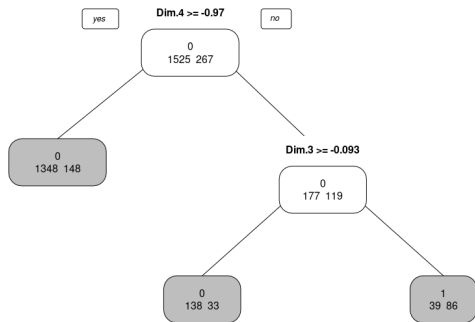 yes
Dim.4 >= -0.97
no
0
1525 267
0
1348 148
Dim.3 >= -0.093
0
177 119
0
138 33
1
39 86